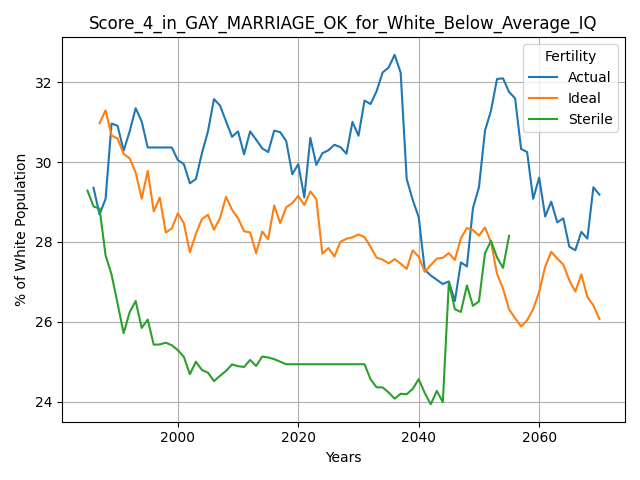 Score_4_in_GAY_MARRIAGE_OK_for_White_Below_Average_IQ
Fertility
Actual
Ideal
Sterile
% of White Population
32
30
28
26
24
2000
2020
2040
2060
Years